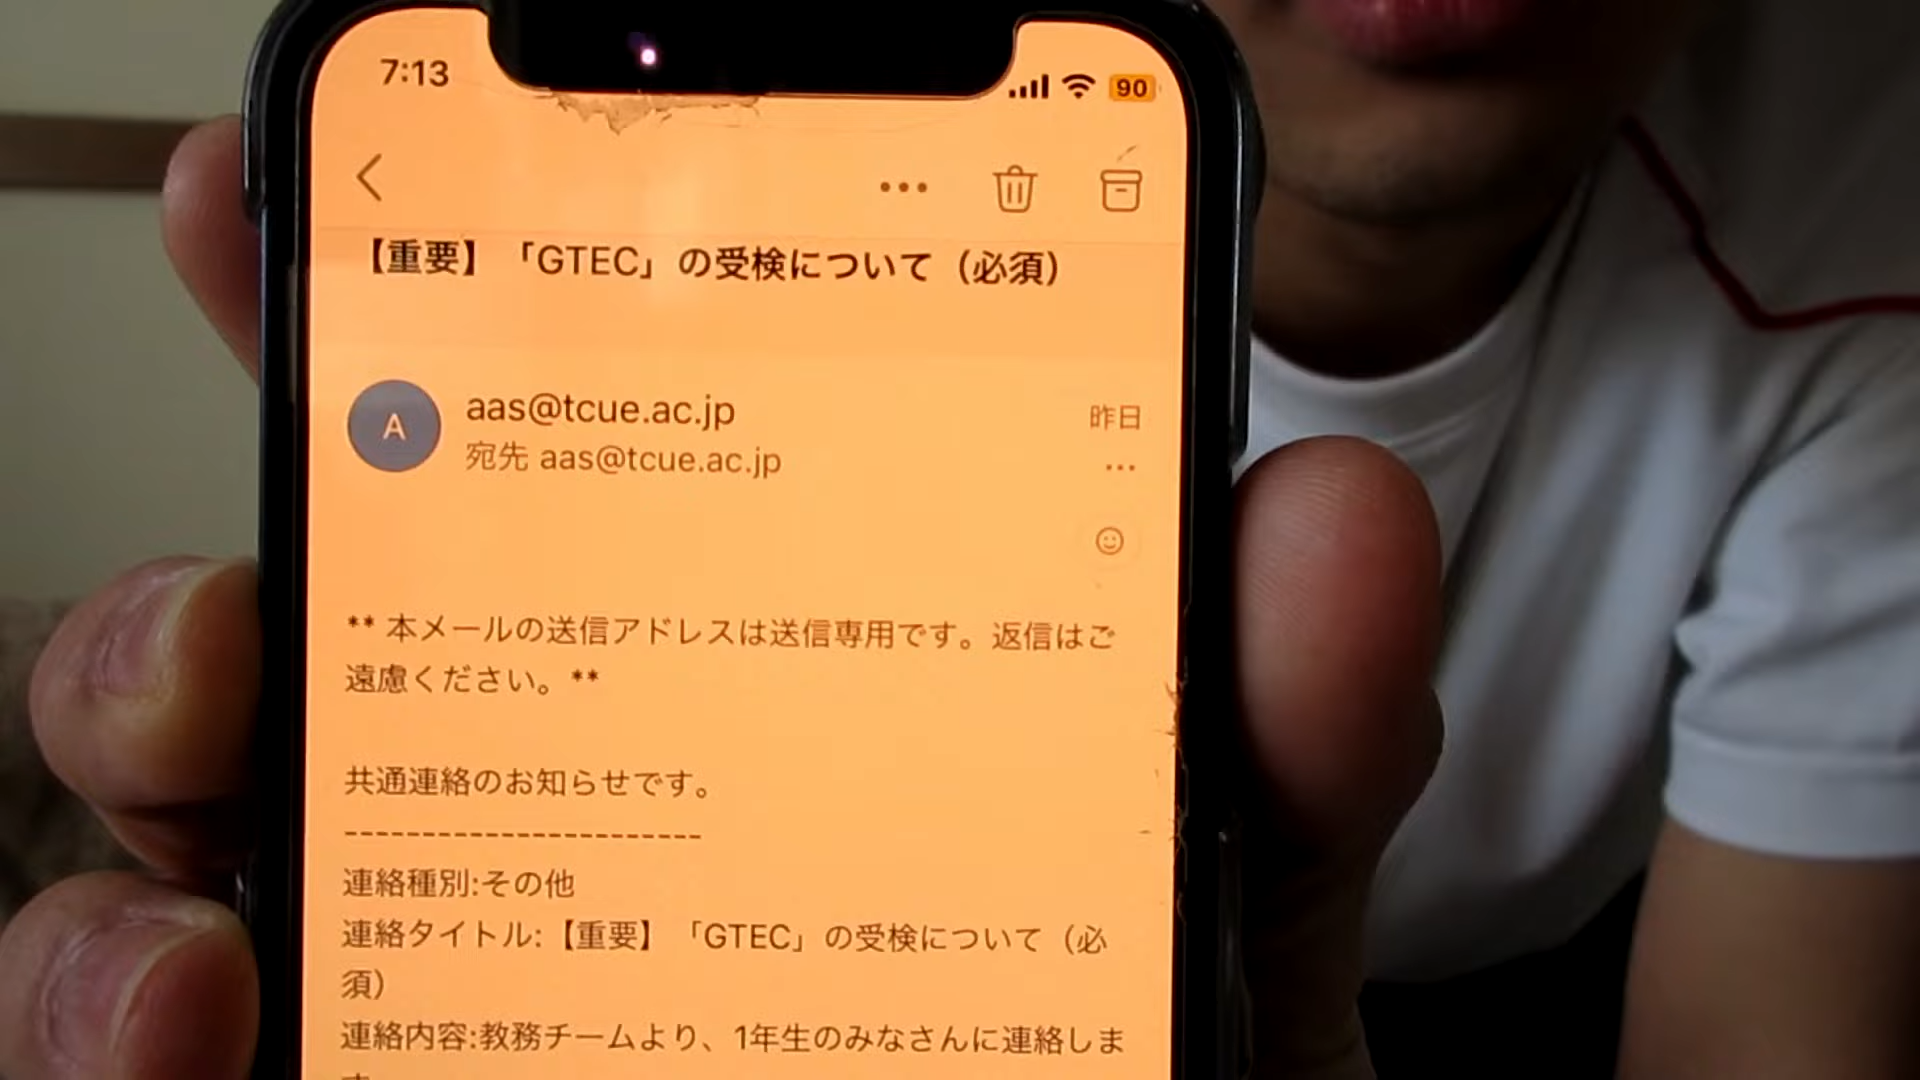 7:13
90
【重要】「GTEC」の受検について（必須）
A
aas@tcue.ac.jp
昨日
宛先 aas@tcue.ac.jp
** 本メールの送信アドレスは送信専用です。返信はご
遠慮ください。**
共通連絡のお知らせです。
-----------------------
連絡種別:その他
連絡タイトル:【重要】「GTEC」の受検について（必
須）
連絡内容:教務チームより、1年生のみなさんに連絡しま